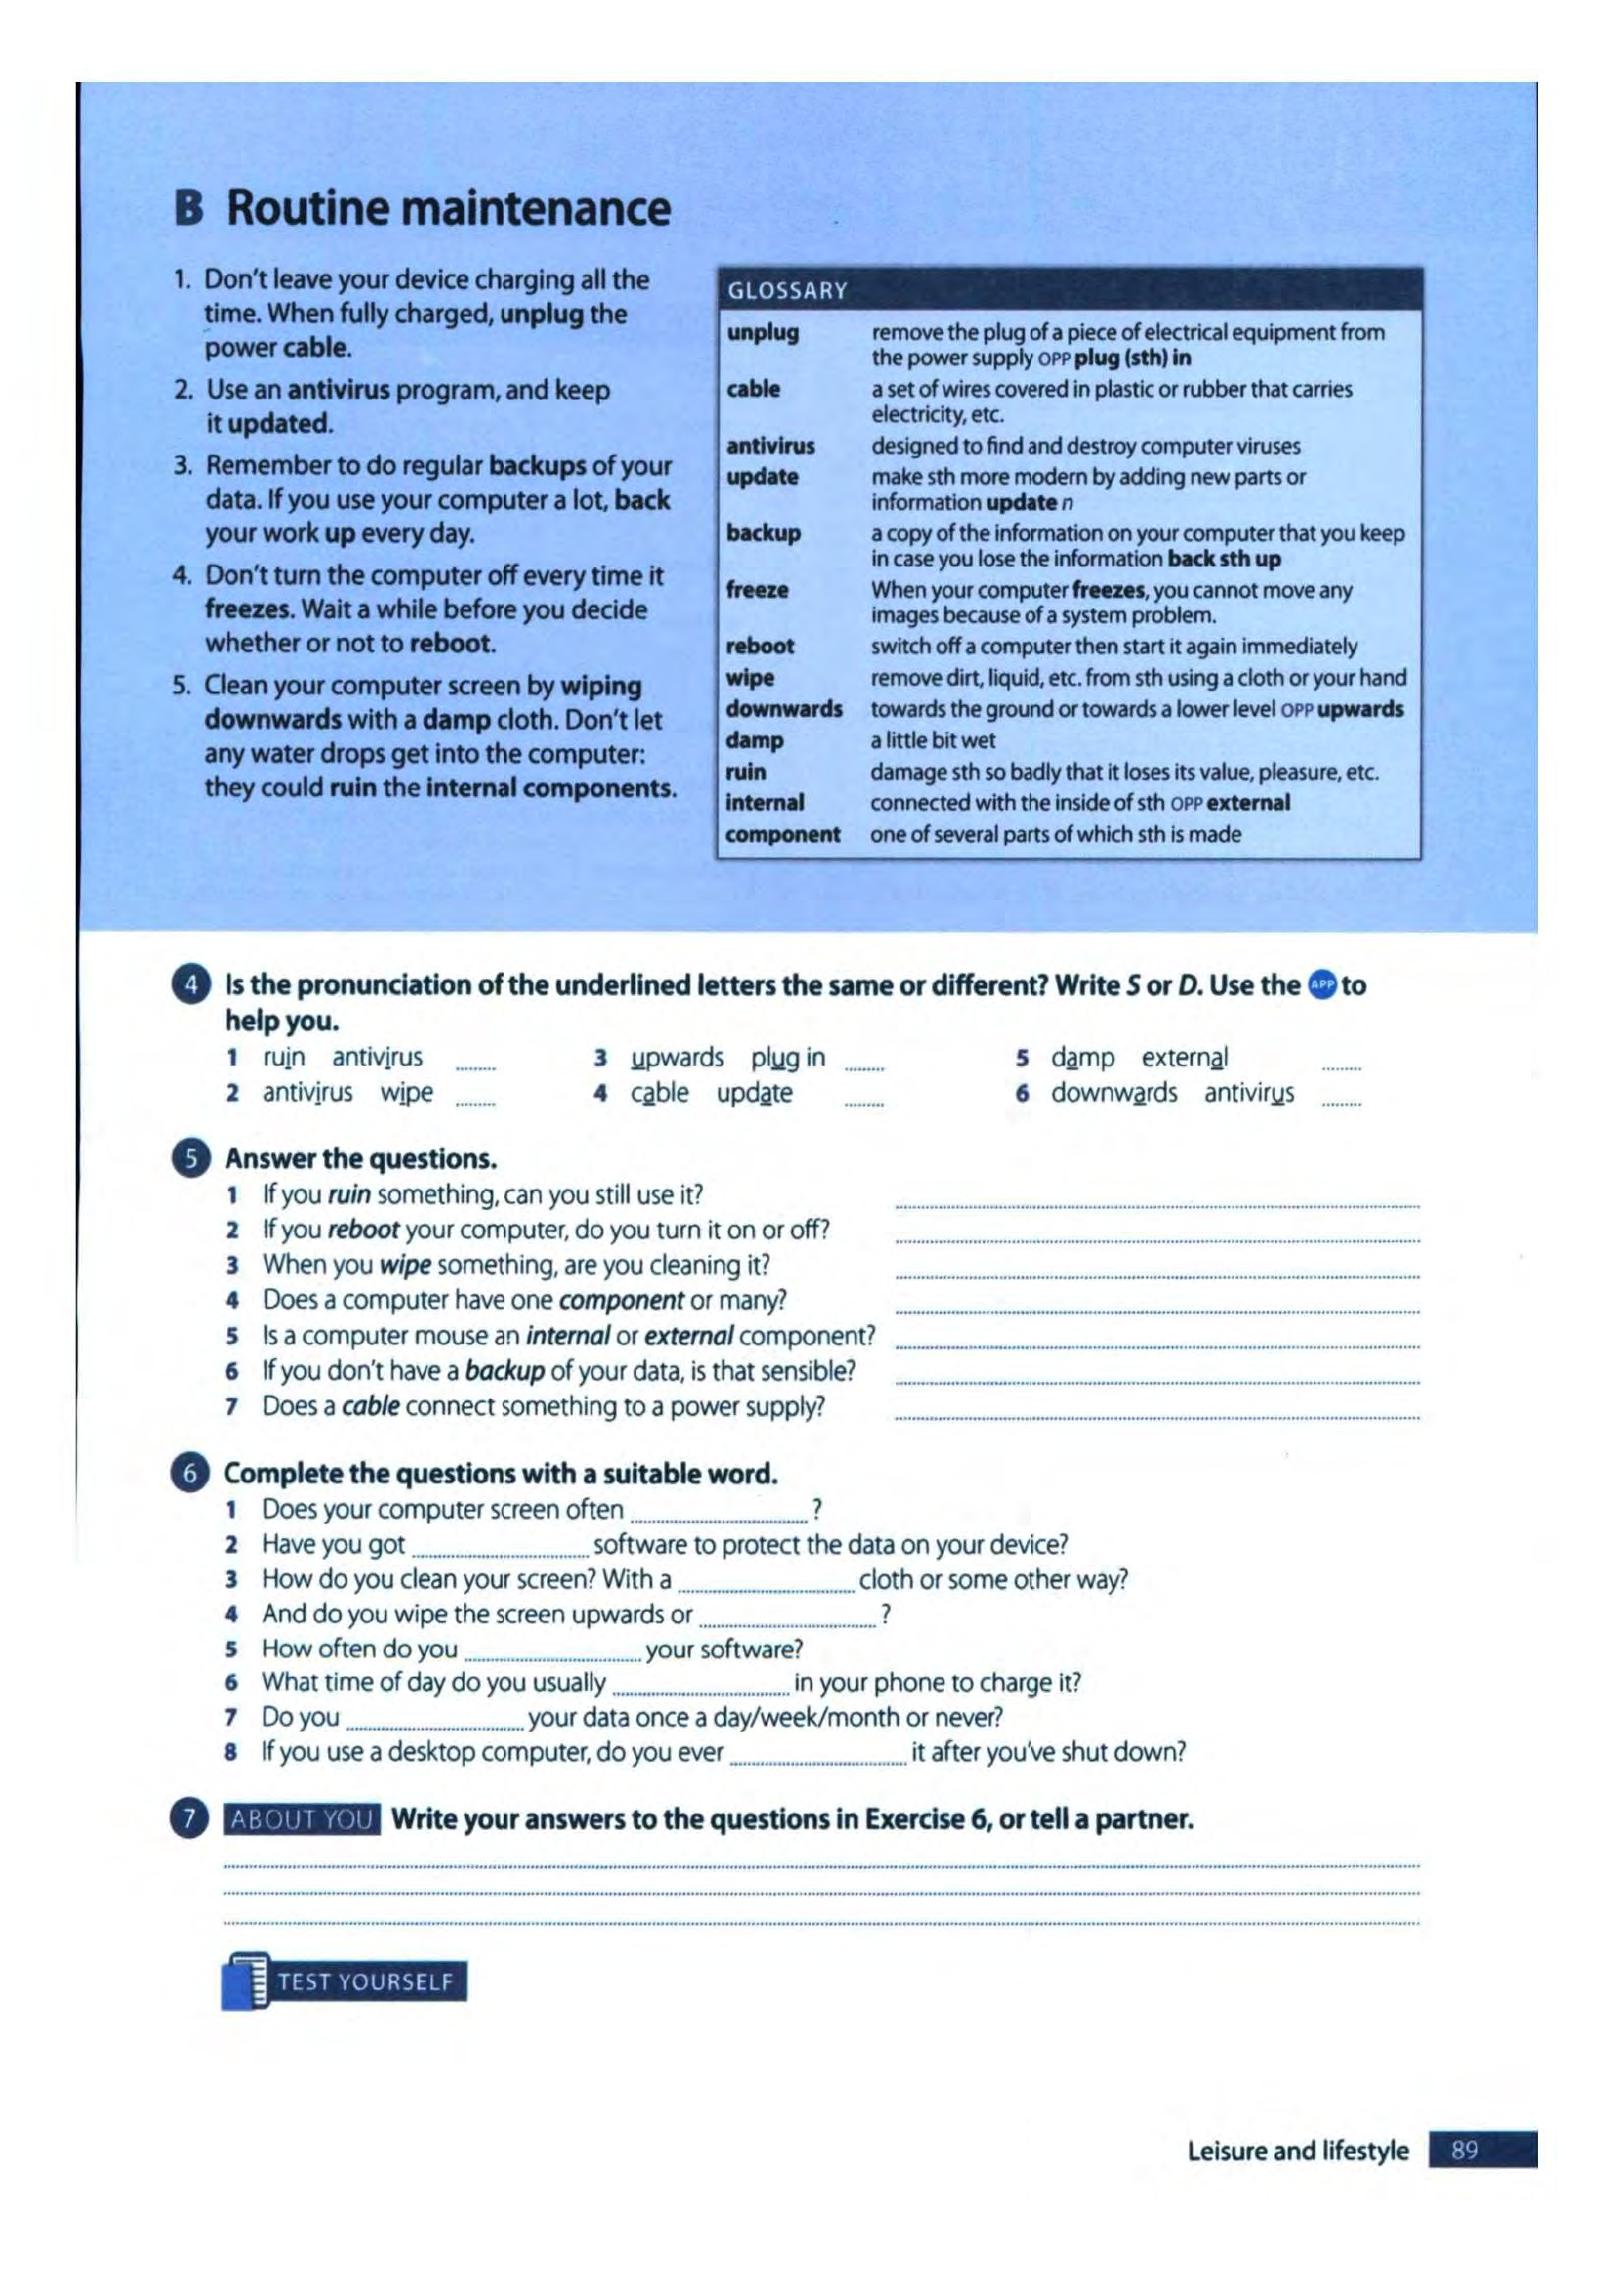 B Routine maintenance
1. Don't leave your device charging all the
time. When fully charged, unplug the
power cable.
2. Use an antivirus program, and keep
it updated.
3. Remember to do regular backups of your
data. If you use your computer a lot, back
your work up every day.
4. Don't turn the computer off every time it
freezes. Wait a while before you decide
whether or not to reboot.
5. Clean your computer screen by wiping
downwards with a damp cloth. Don't let
any water drops get into the computer:
they could ruin the internal components.
GLOSSARY
unplug remove the plug of a piece of electrical equipment from
the power supply OPP plug (sth) in
cable a set of wires covered in plastic or rubber that carries
electricity, etc.
antivirus designed to find and destroy computer viruses
update make sth more modern by adding new parts or
information update n
backup a copy of the information on your computer that you keep
in case you lose the information back sth up
freeze When your computer freezes, you cannot move any
images because of a system problem.
reboot switch off a computer then start it again immediately
wipe remove dirt, liquid, etc. from sth using a cloth or your hand
downwards towards the ground or towards a lower level OPP upwards
damp a little bit wet
ruin damage sth so badly that it loses its value, pleasure, etc.
internal connected with the inside of sth OPP external
component one of several parts of which sth is made
4 Is the pronunciation of the underlined letters the same or different? Write S or D. Use the APP to
help you.
1 ruin antivirus ........ 3 upwards plug in ........ 5 damp external ........
2 antivirus wipe ........ 4 cable update ........ 6 downwards antivirus ........
5 Answer the questions.
1 If you ruin something, can you still use it?
2 If you reboot your computer, do you turn it on or off?
3 When you wipe something, are you cleaning it?
4 Does a computer have one component or many?
5 Is a computer mouse an internal or external component?
6 If you don't have a backup of your data, is that sensible?
7 Does a cable connect something to a power supply?
6 Complete the questions with a suitable word.
1 Does your computer screen often ........ ?
2 Have you got ........ software to protect the data on your device?
3 How do you clean your screen? With a ........ cloth or some other way?
4 And do you wipe the screen upwards or ........ ?
5 How often do you ........ your software?
6 What time of day do you usually ........ in your phone to charge it?
7 Do you ........ your data once a day/week/month or never?
8 If you use a desktop computer, do you ever ........ it after you've shut down?
7 ABOUT YOU Write your answers to the questions in Exercise 6, or tell a partner.
TEST YOURSELF
Leisure and lifestyle 89